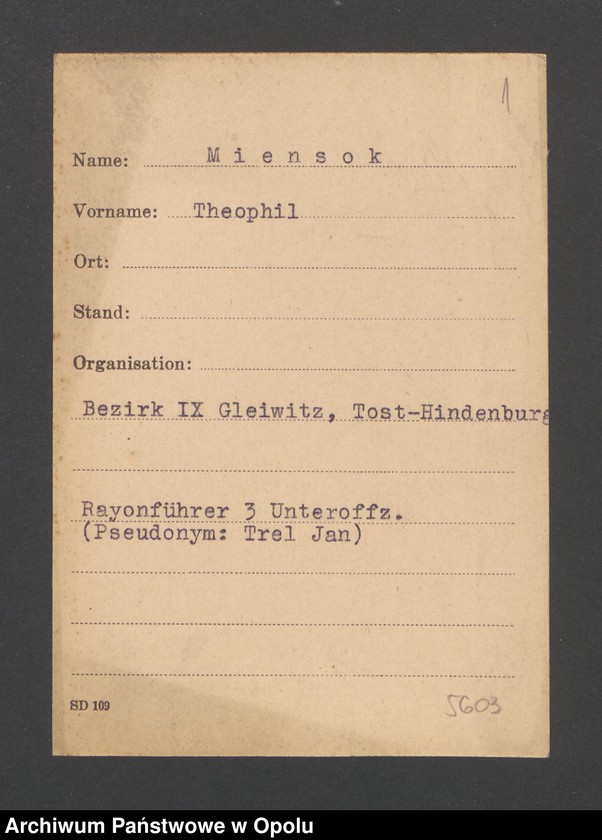 1
Name: M i e n s o k
Vorname: Theophil
Ort:
Stand:
Organisation:
Bezirk IX Gleiwitz, Tost-Hindenburg
Rayonführer 3 Unteroffz.
(Pseudonym: Trel Jan)
SD 109
5603
Archiwum Państwowe w Opolu